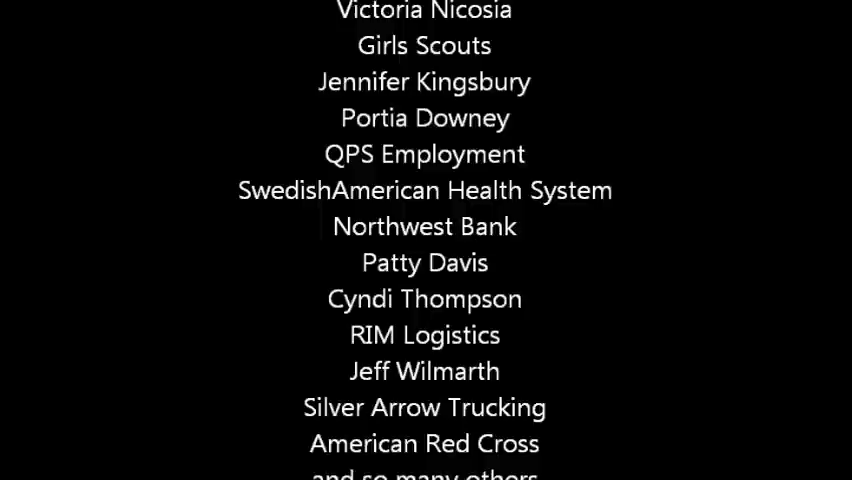 Victoria Nicosia
Girls Scouts
Jennifer Kingsbury
Portia Downey
QPS Employment
SwedishAmerican Health System
Northwest Bank
Patty Davis
Cyndi Thompson
RIM Logistics
Jeff Wilmarth
Silver Arrow Trucking
American Red Cross
and so many others